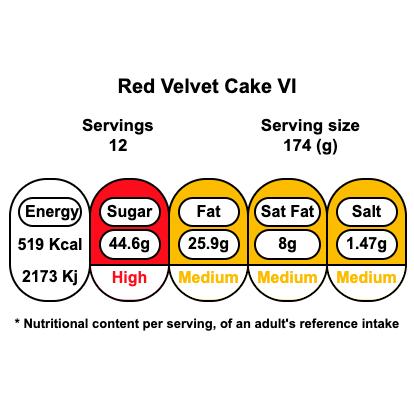 Red Velvet Cake VI
Servings Serving size
12 174 (g)
Energy Sugar Fat Sat Fat Salt
519 Kcal 44.6g 25.9g 8g 1.47g
2173 Kj High Medium Medium Medium
* Nutritional content per serving, of an adult's reference intake